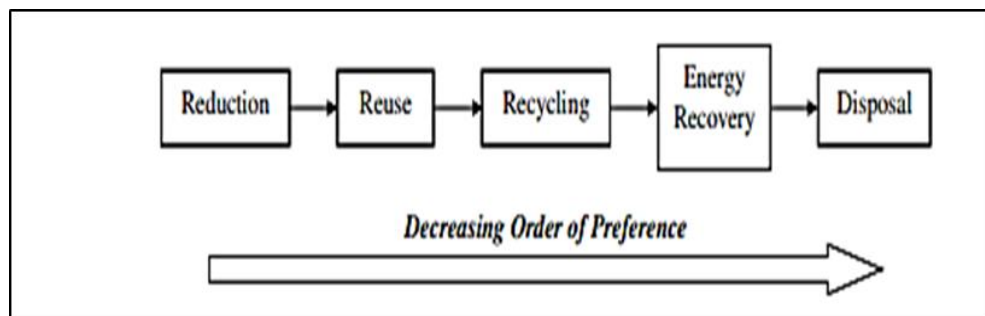 Reduction
Reuse
Recycling
Energy
Recovery
Disposal
Decreasing Order of Preference